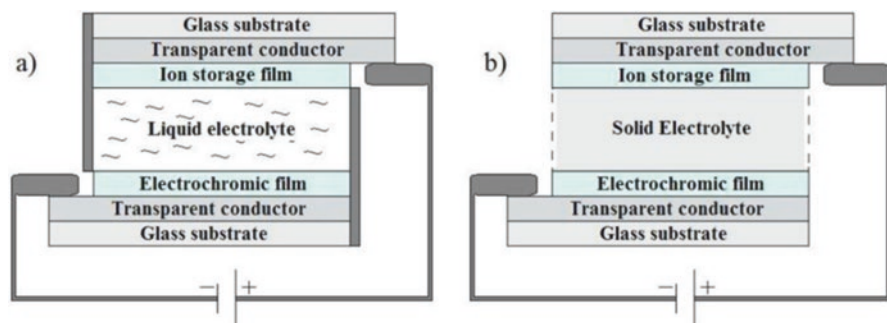 a)
Glass substrate
Transparent conductor
Ion storage film
Liquid electrolyte
Electrochromic film
Transparent conductor
Glass substrate
− +
b)
Glass substrate
Transparent conductor
Ion storage film
Solid Electrolyte
Electrochromic film
Transparent conductor
Glass substrate
− +